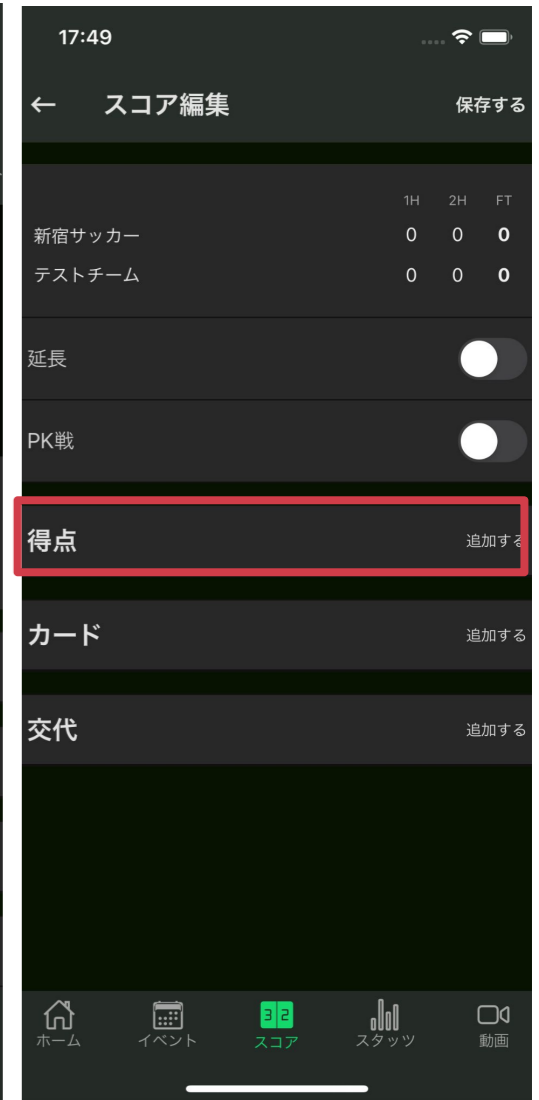 17:49
← スコア編集 保存する
1H 2H FT
新宿サッカー 0 0 0
テストチーム 0 0 0
延長
PK戦
得点 追加する
カード 追加する
交代 追加する
32
ホーム イベント スコア スタッツ 動画